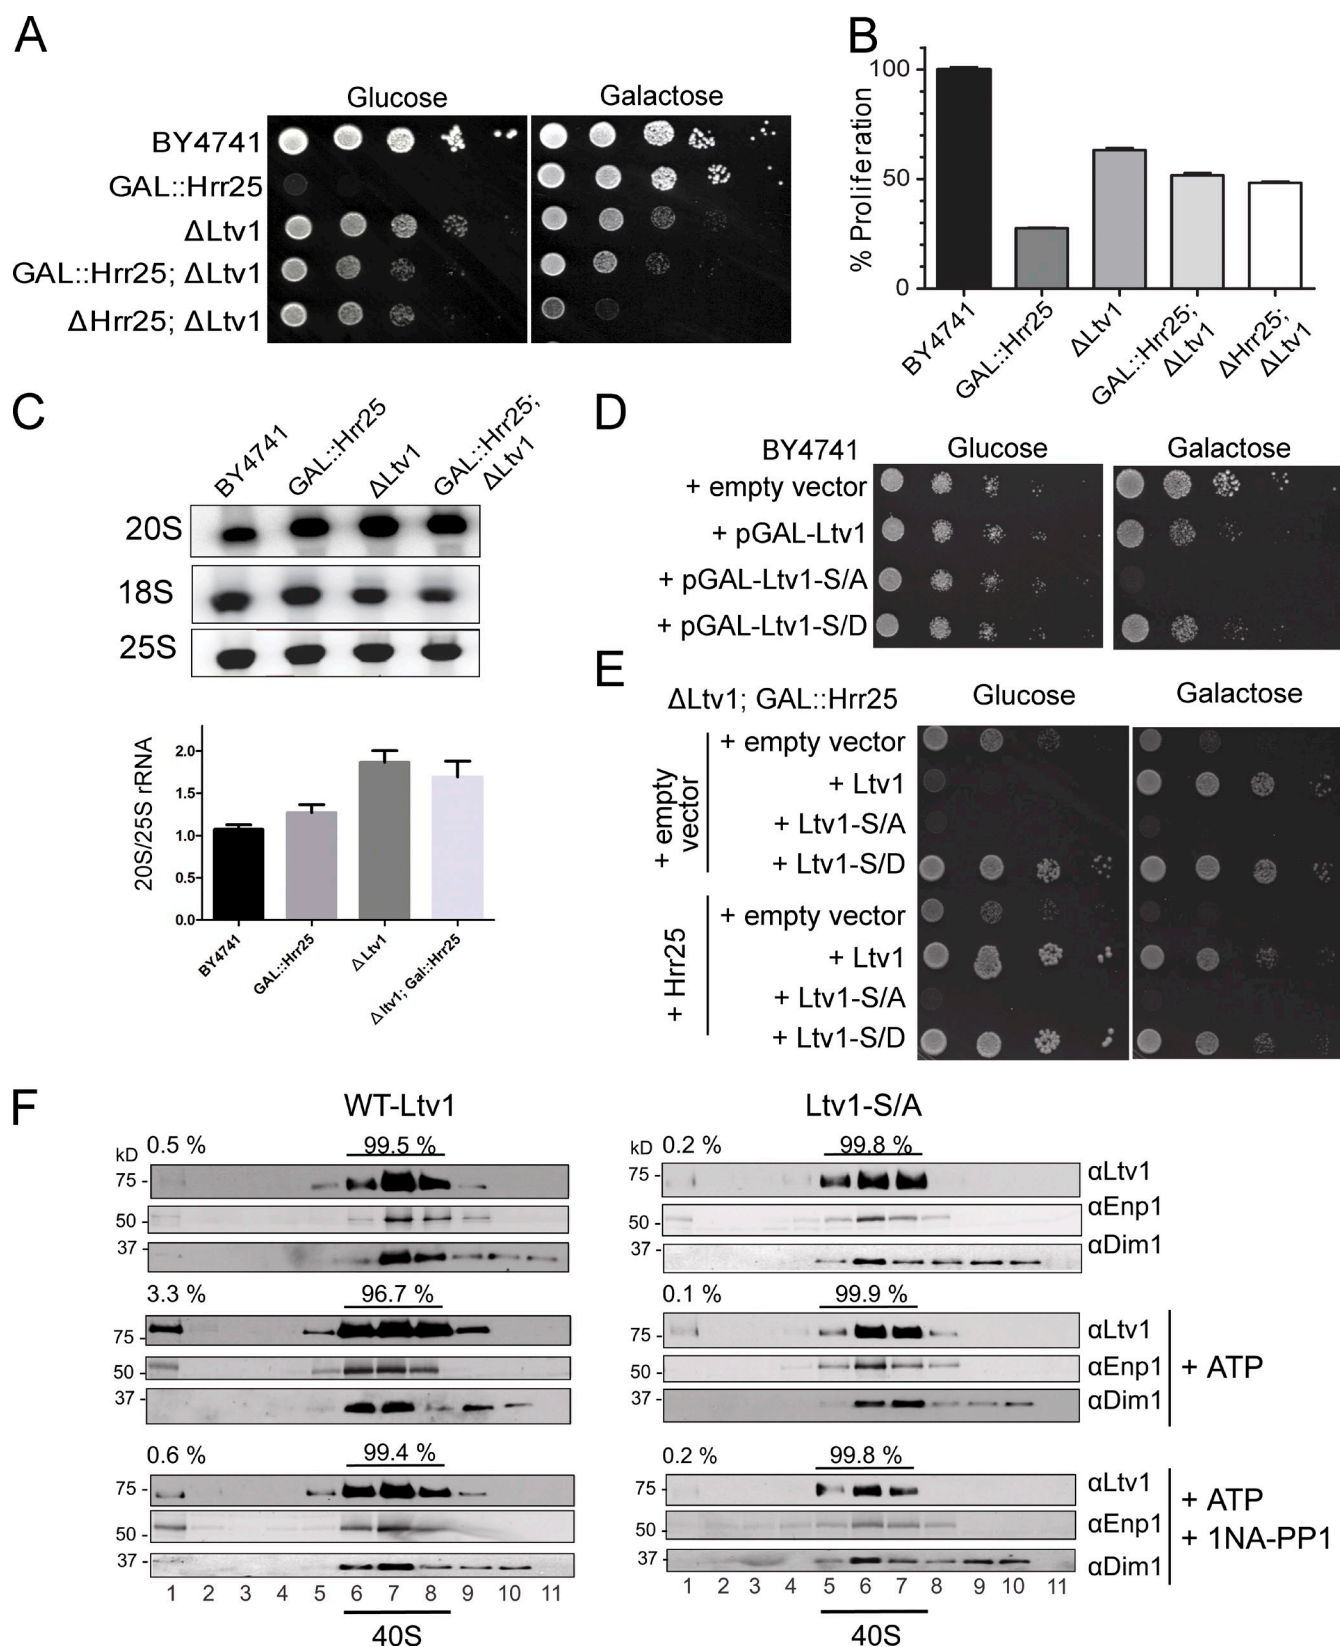 A
Glucose Galactose
BY4741
GAL::Hrr25
ΔLtv1
GAL::Hrr25; ΔLtv1
ΔHrr25; ΔLtv1
B
% Proliferation
100
50
0
BY4741
GAL::Hrr25
ΔLtv1
GAL::Hrr25;
ΔLtv1
ΔHrr25;
ΔLtv1
C
BY4741
GAL::Hrr25
ΔLtv1
GAL::Hrr25;
ΔLtv1
20S
18S
25S
20S/25S rRNA
2.0
1.5
1.0
0.5
0.0
BY4741
GAL::Hrr25
Δ Ltv1
Δ ltv1; Gal::Hrr25
D
BY4741 Glucose Galactose
+ empty vector
+ pGAL-Ltv1
+ pGAL-Ltv1-S/A
+ pGAL-Ltv1-S/D
E
ΔLtv1; GAL::Hrr25 Glucose Galactose
+ empty
vector
+ empty vector
+ Ltv1
+ Ltv1-S/A
+ Ltv1-S/D
+ Hrr25
+ empty vector
+ Ltv1
+ Ltv1-S/A
+ Ltv1-S/D
F
WT-Ltv1 Ltv1-S/A
kD 0.5 % 99.5 % kD 0.2 % 99.8 %
75 - 75 - αLtv1
50 - 50 - αEnp1
37 - 37 - αDim1
3.3 % 96.7 % 0.1 % 99.9 %
75 - 75 - αLtv1
50 - 50 - αEnp1
37 - 37 - αDim1
+ ATP
0.6 % 99.4 % 0.2 % 99.8 %
75 - 75 - αLtv1
50 - 50 - αEnp1
37 - 37 - αDim1
+ ATP
+ 1NA-PP1
1 2 3 4 5 6 7 8 9 10 11 1 2 3 4 5 6 7 8 9 10 11
40S 40S